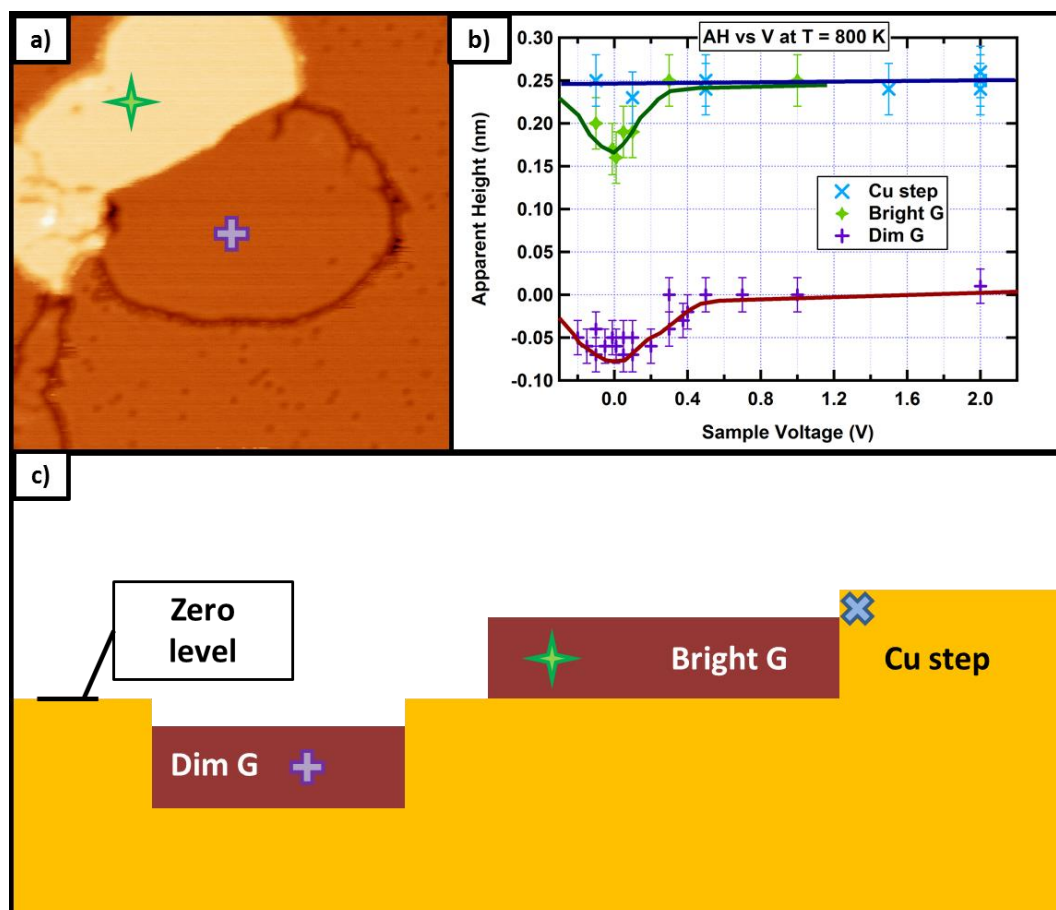 a)
b)
AH vs V at T = 800 K
0.30
0.25
0.20
0.15
0.10
0.05
0.00
-0.05
-0.10
Apparent Height (nm)
Cu step
Bright G
Dim G
0.0 0.4 0.8 1.2 1.6 2.0
Sample Voltage (V)
c)
Zero
level
Bright G
Cu step
Dim G